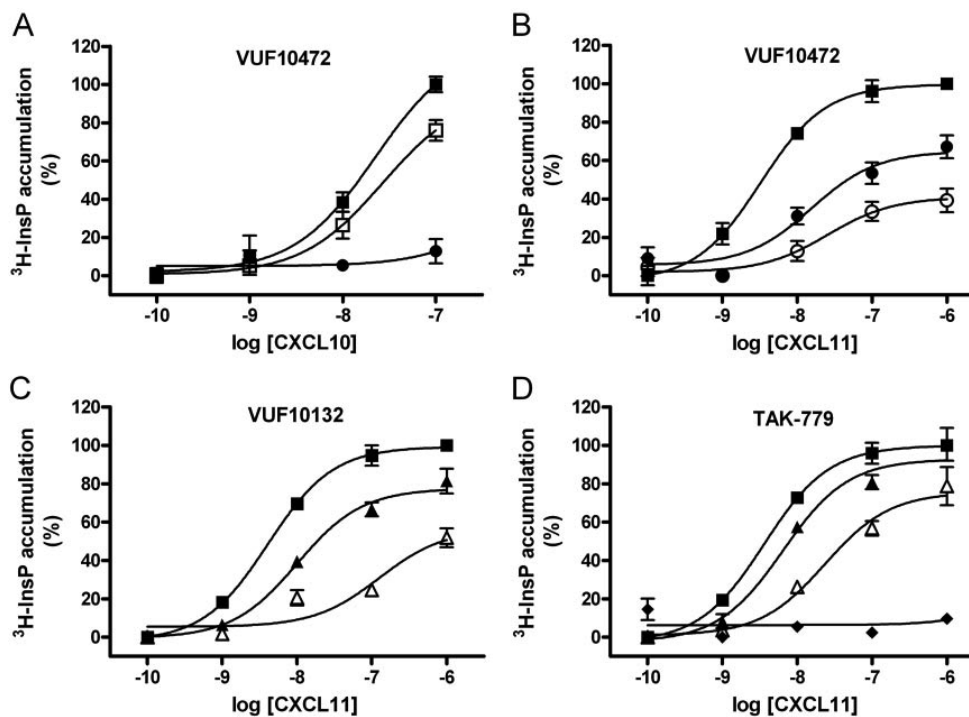 A
VUF10472
³H-InsP accumulation
(%)
120
100
80
60
40
20
0
-10 -9 -8 -7
log [CXCL10]
B
VUF10472
³H-InsP accumulation
(%)
120
100
80
60
40
20
0
-10 -9 -8 -7 -6
log [CXCL11]
C
VUF10132
³H-InsP accumulation
(%)
120
100
80
60
40
20
0
-10 -9 -8 -7 -6
log [CXCL11]
D
TAK-779
³H-InsP accumulation
(%)
120
100
80
60
40
20
0
-10 -9 -8 -7 -6
log [CXCL11]